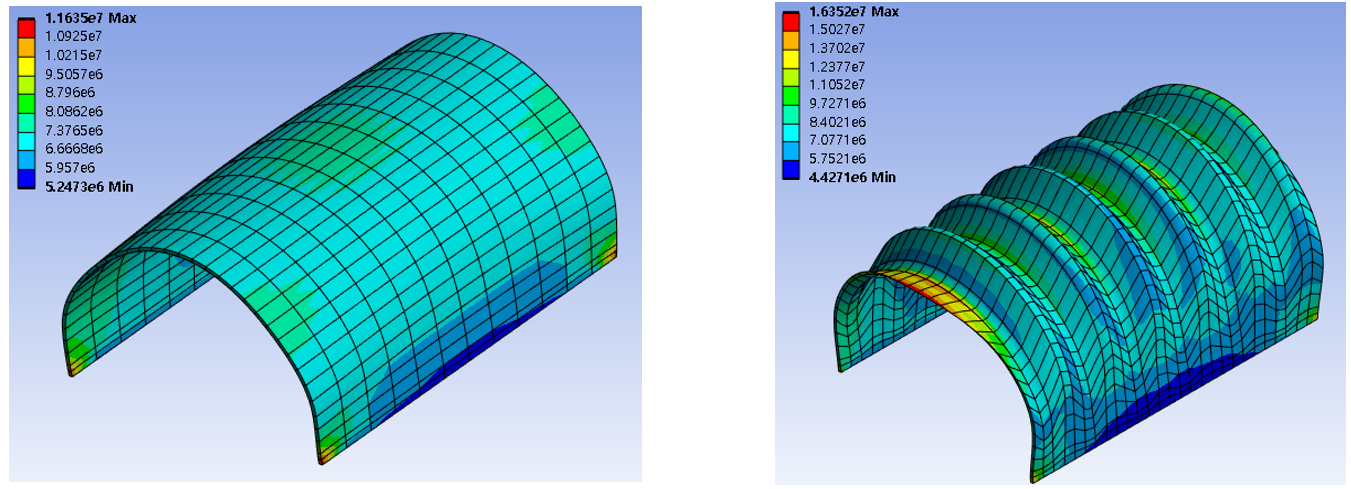 1.1635e7 Max
1.0925e7
1.0215e7
9.5057e6
8.796e6
8.0862e6
7.3765e6
6.6668e6
5.957e6
5.2473e6 Min
1.6352e7 Max
1.5027e7
1.3702e7
1.2377e7
1.1052e7
9.7271e6
8.4021e6
7.0771e6
5.7521e6
4.4271e6 Min